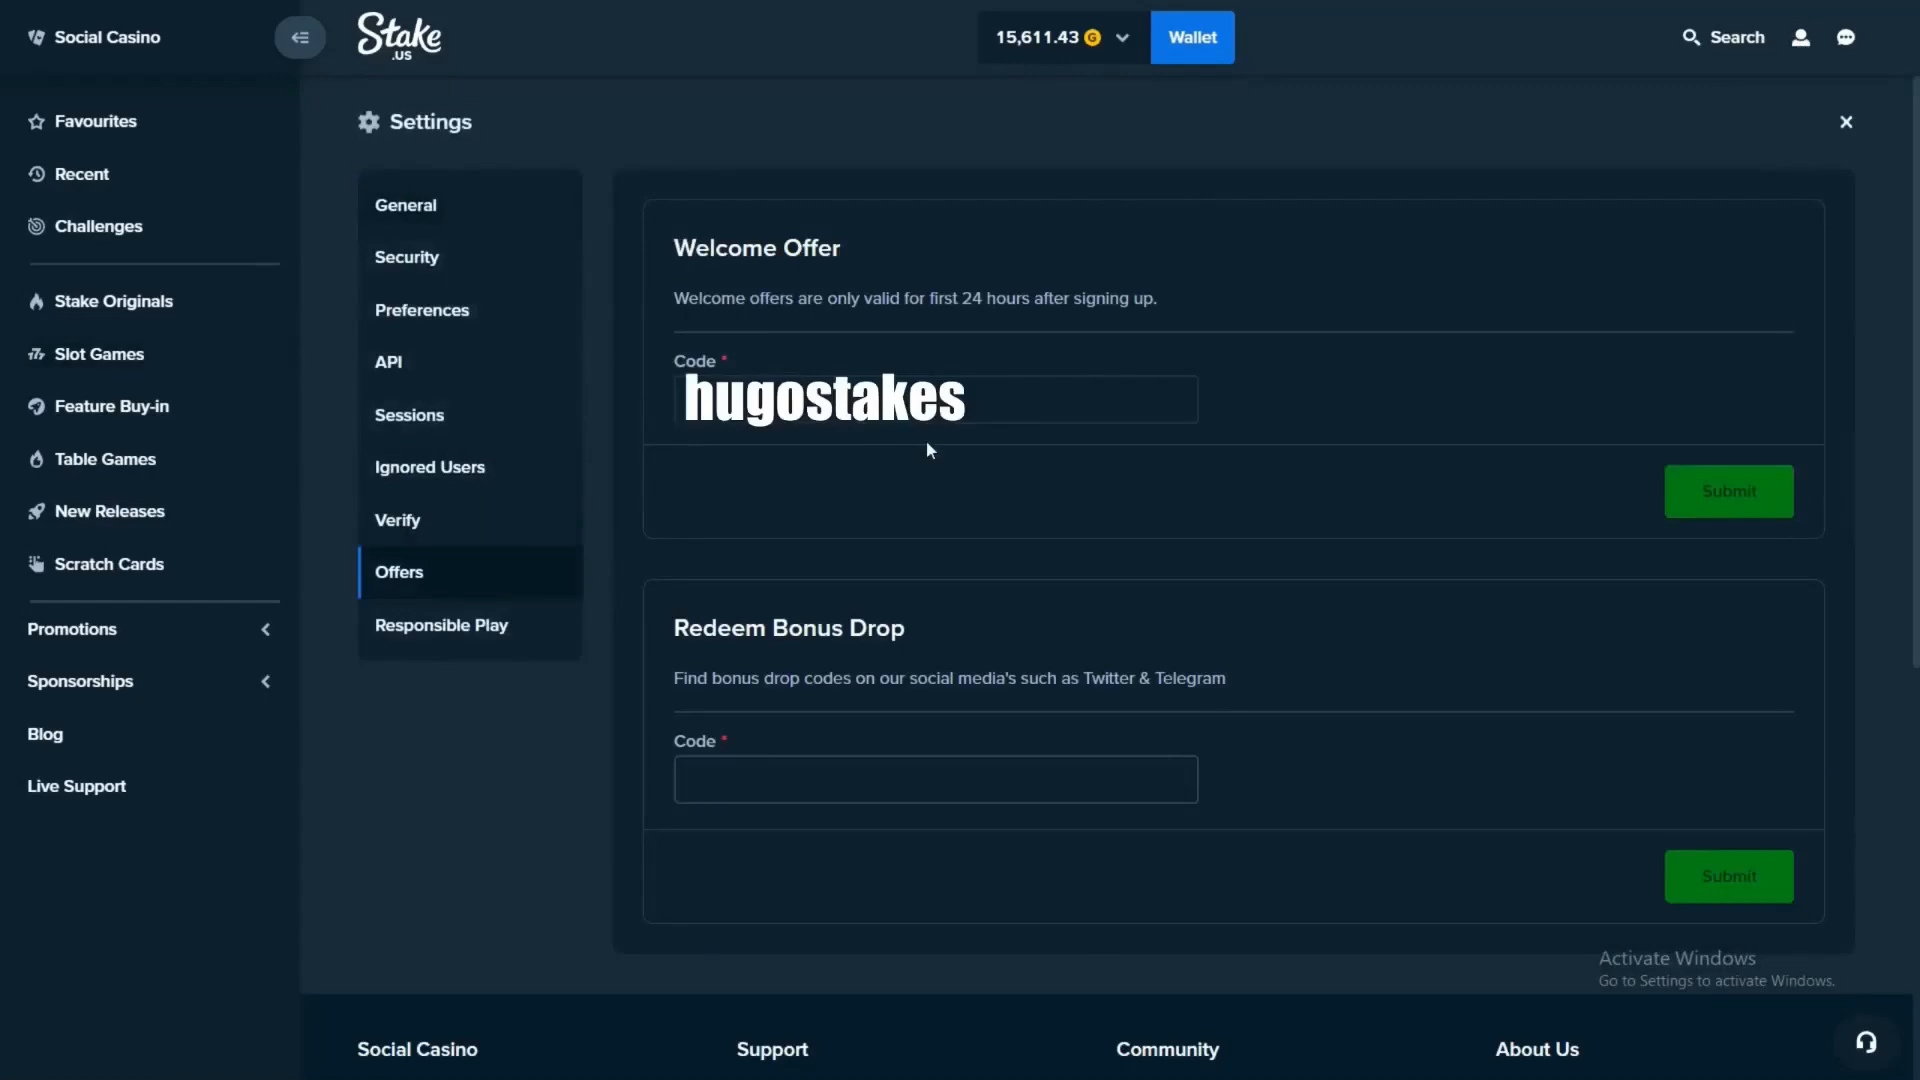 Social Casino
Stake
.US
15,611.43
Wallet
Search
Favourites
Recent
Challenges
Stake Originals
Slot Games
Feature Buy-in
Table Games
New Releases
Scratch Cards
Promotions
Sponsorships
Blog
Live Support
Settings
General
Security
Preferences
API
Sessions
Ignored Users
Verify
Offers
Responsible Play
Welcome Offer
Welcome offers are only valid for first 24 hours after signing up.
Code *
hugostakes
Submit
Redeem Bonus Drop
Find bonus drop codes on our social media's such as Twitter & Telegram
Code *
Submit
Activate Windows
Go to Settings to activate Windows.
Social Casino
Support
Community
About Us